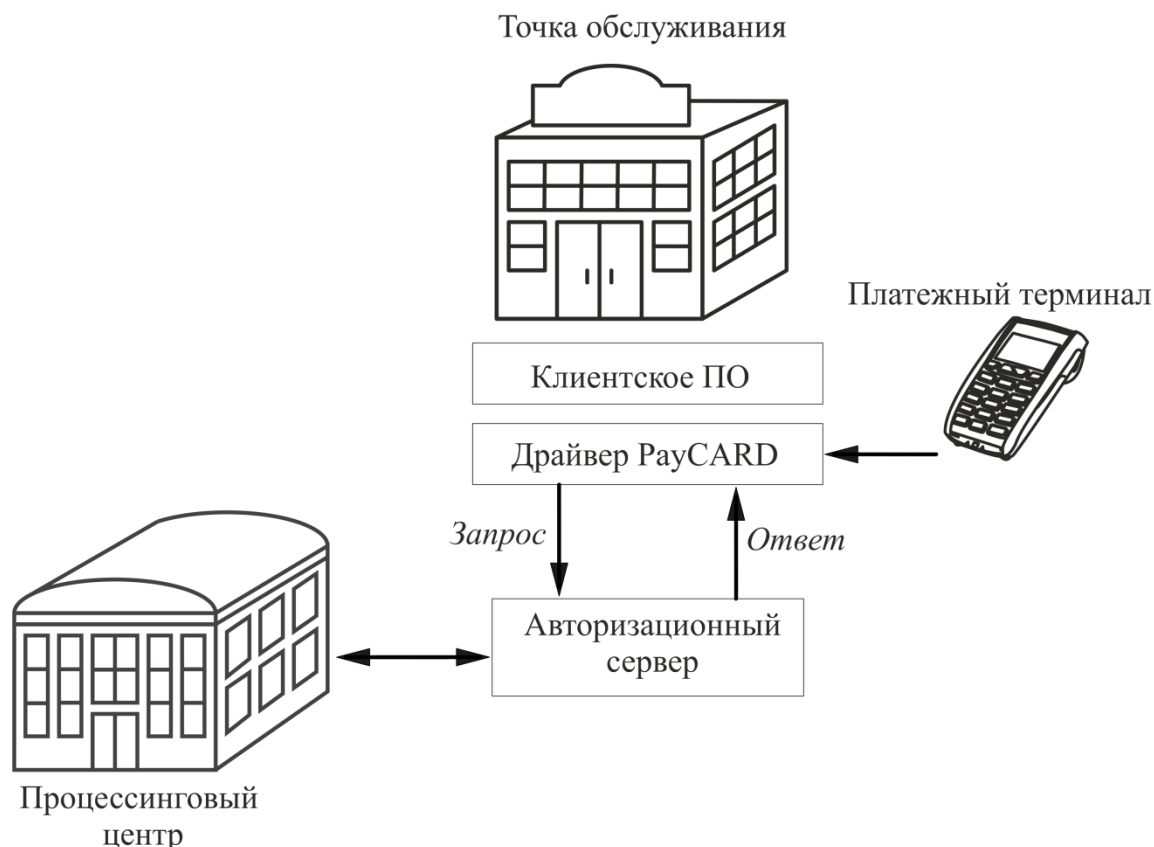 Точка обслуживания
Платежный терминал
Клиентское ПО
Драйвер PayCARD
Запрос
Ответ
Авторизационный
сервер
Процессинговый
центр